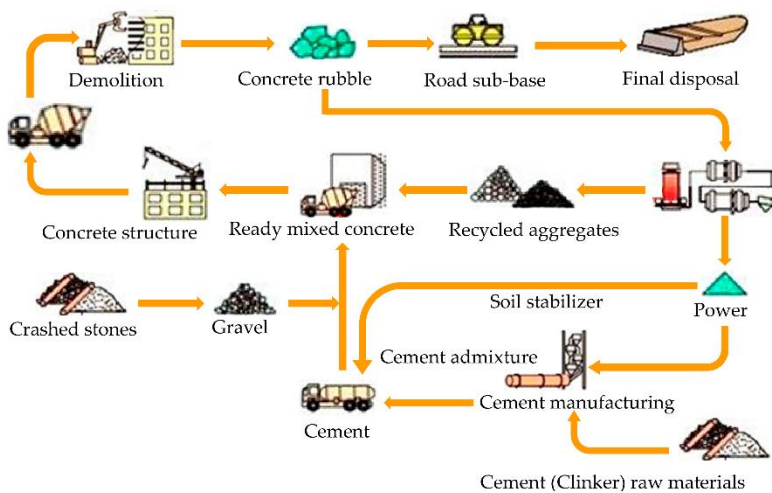 Demolition
Concrete rubble
Road sub-base
Final disposal
Concrete structure
Ready mixed concrete
Recycled aggregates
Crashed stones
Gravel
Soil stabilizer
Power
Cement admixture
Cement
Cement manufacturing
Cement (Clinker) raw materials